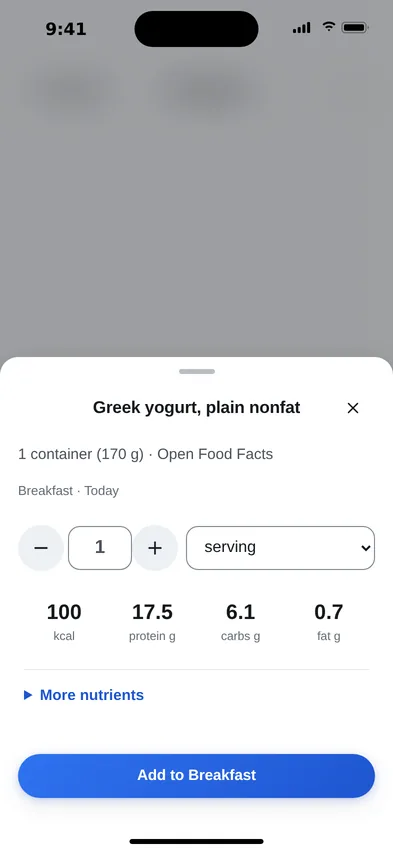 9:41
Greek yogurt, plain nonfat
1 container (170 g) · Open Food Facts
Breakfast · Today
1
serving
100 17.5 6.1 0.7
kcal protein g carbs g fat g
More nutrients
Add to Breakfast